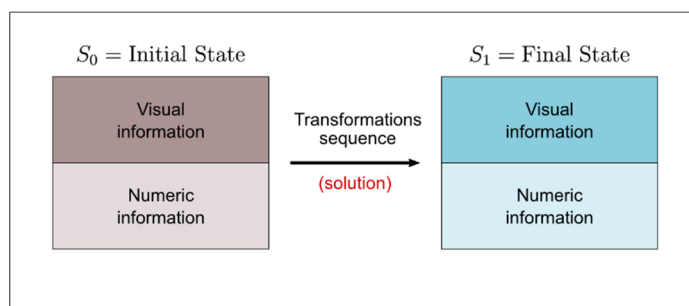 S₀ = Initial State
Visual
information
Numeric
information
Transformations
sequence
(solution)
S₁ = Final State
Visual
information
Numeric
information